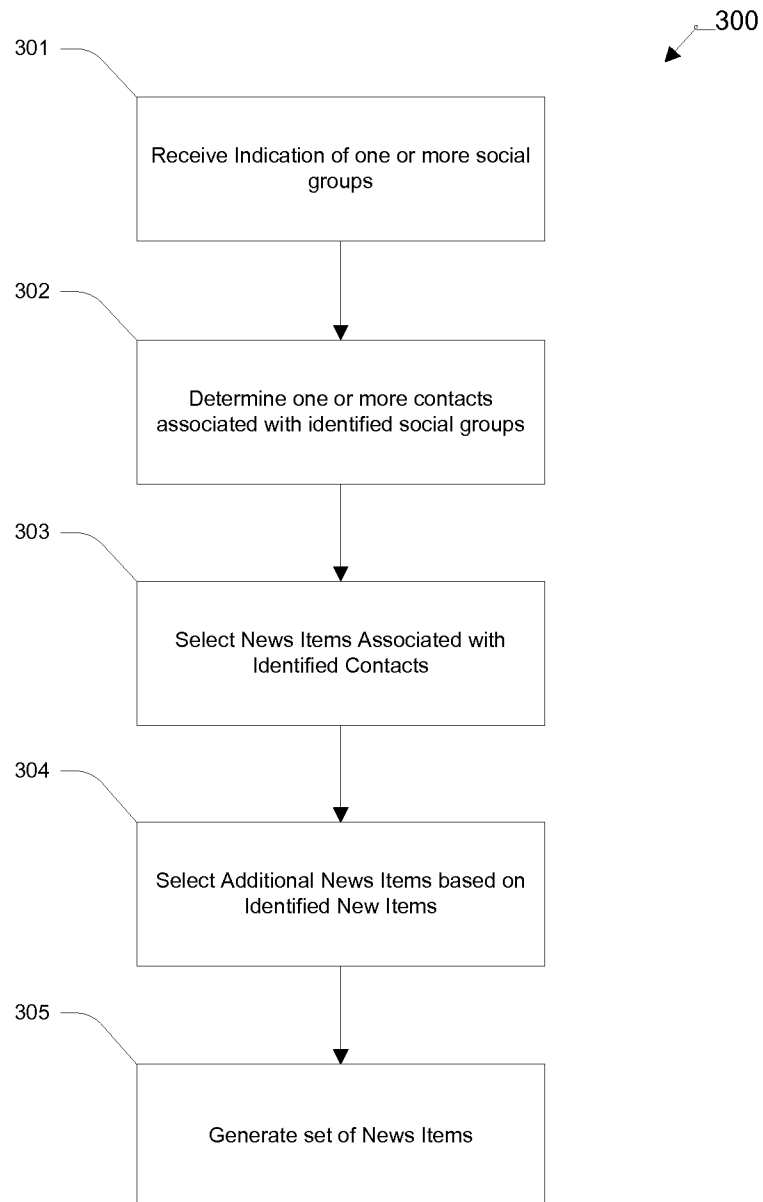 300
301
Receive Indication of one or more social
groups
302
Determine one or more contacts
associated with identified social groups
303
Select News Items Associated with
Identified Contacts
304
Select Additional News Items based on
Identified New Items
305
Generate set of News Items